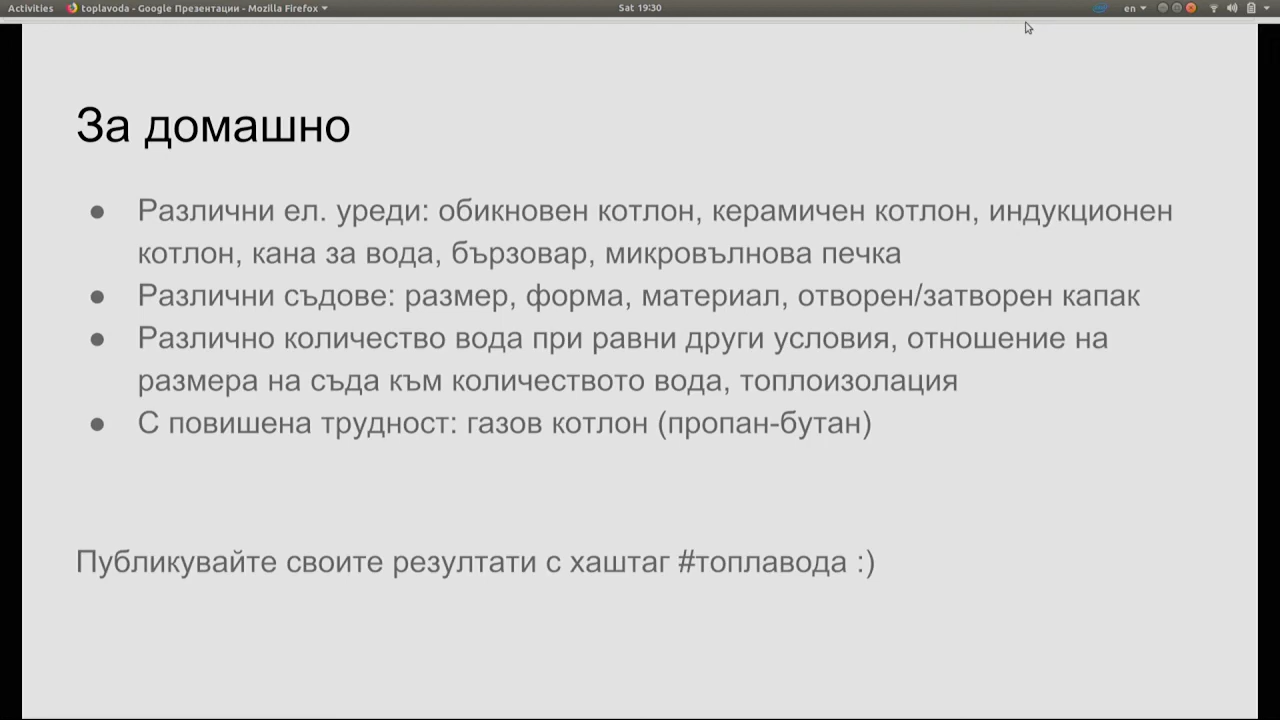 Activities toplavoda - Google Презентации - Mozilla Firefox Sat 19:30 en
За домашно
● Различни ел. уреди: обикновен котлон, керамичен котлон, индукционен
котлон, кана за вода, бързовар, микровълнова печка
● Различни съдове: размер, форма, материал, отворен/затворен капак
● Различно количество вода при равни други условия, отношение на
размера на съда към количеството вода, топлоизолация
● С повишена трудност: газов котлон (пропан-бутан)
Публикувайте своите резултати с хаштаг #топлавода :)